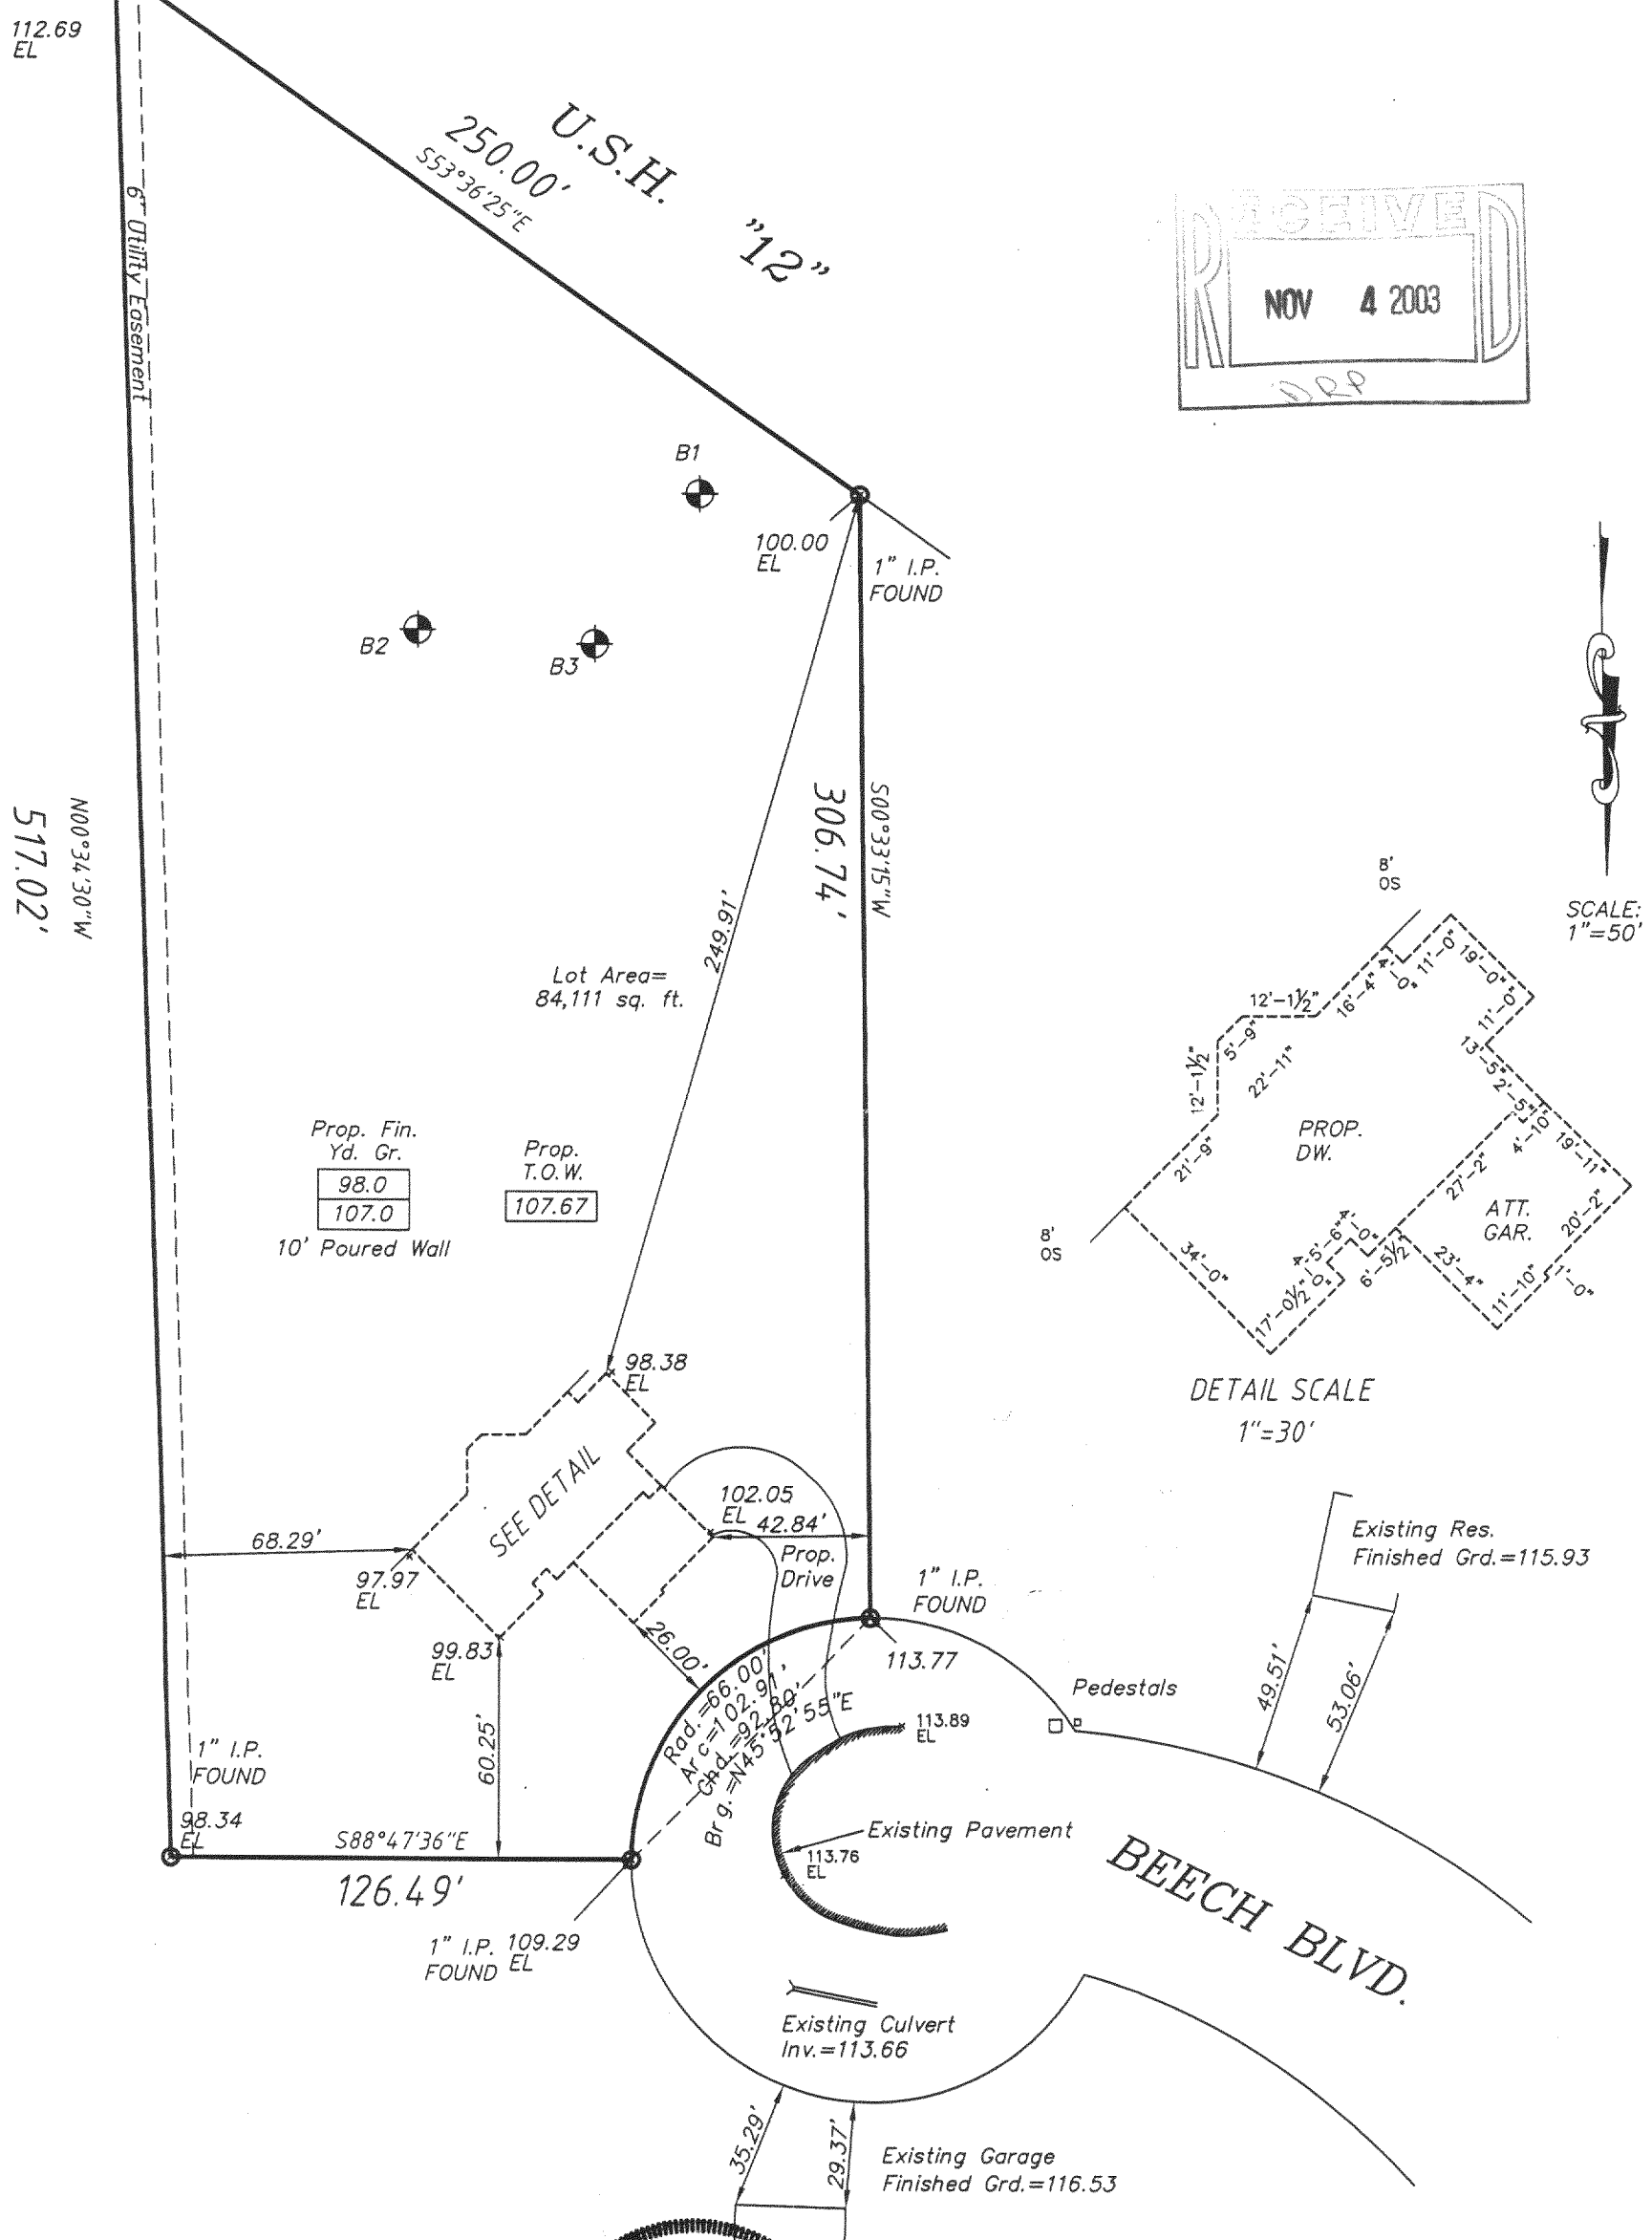 112.69
EL
U.S.H. "12"
250.00'
S53°36'25"E
6' Utility Easement
RECEIVED
NOV 4 2003
DRP
B1
100.00
EL
1" I.P.
FOUND
B2
B3
N00°34'30"W
517.02'
S00°33'15"W
306.74'
249.91'
Lot Area=
84,111 sq. ft.
SCALE:
1"=50'
8'
OS
11'-0"
19'-0"
4'-0"
16'-4"
11'-0"
12'-1½"
5'-9"
12'-1½"
22'-11"
13'-5"
2'-5"
4'-10"
19'-11"
PROP.
DW.
21'-9"
27'-2"
ATT.
GAR.
20'-2"
8'
OS
34'-0"
4'-0"
5'-6"
4'-0"
6'-5½"
23'-4"
17'-0½"
11'-10"
1'-0"
DETAIL SCALE
1"=30'
Prop. Fin.
Yd. Gr.
98.0
107.0
10' Poured Wall
Prop.
T.O.W.
107.67
98.38
EL
SEE DETAIL
102.05
EL
42.84'
Prop.
Drive
68.29'
97.97
EL
99.83
EL
26.00'
60.25'
1" I.P.
FOUND
113.77
Rad.=66.00'
Arc=102.91'
Chd.=92.80'
Brg.=N45°52'55"E
Existing Res.
Finished Grd.=115.93
49.51'
53.06'
Pedestals
113.89
EL
1" I.P.
FOUND
98.34
EL
S88°47'36"E
126.49'
Existing Pavement
113.76
EL
BEECH BLVD.
1" I.P.
FOUND
109.29
EL
Existing Culvert
Inv.=113.66
35.29'
29.37'
Existing Garage
Finished Grd.=116.53